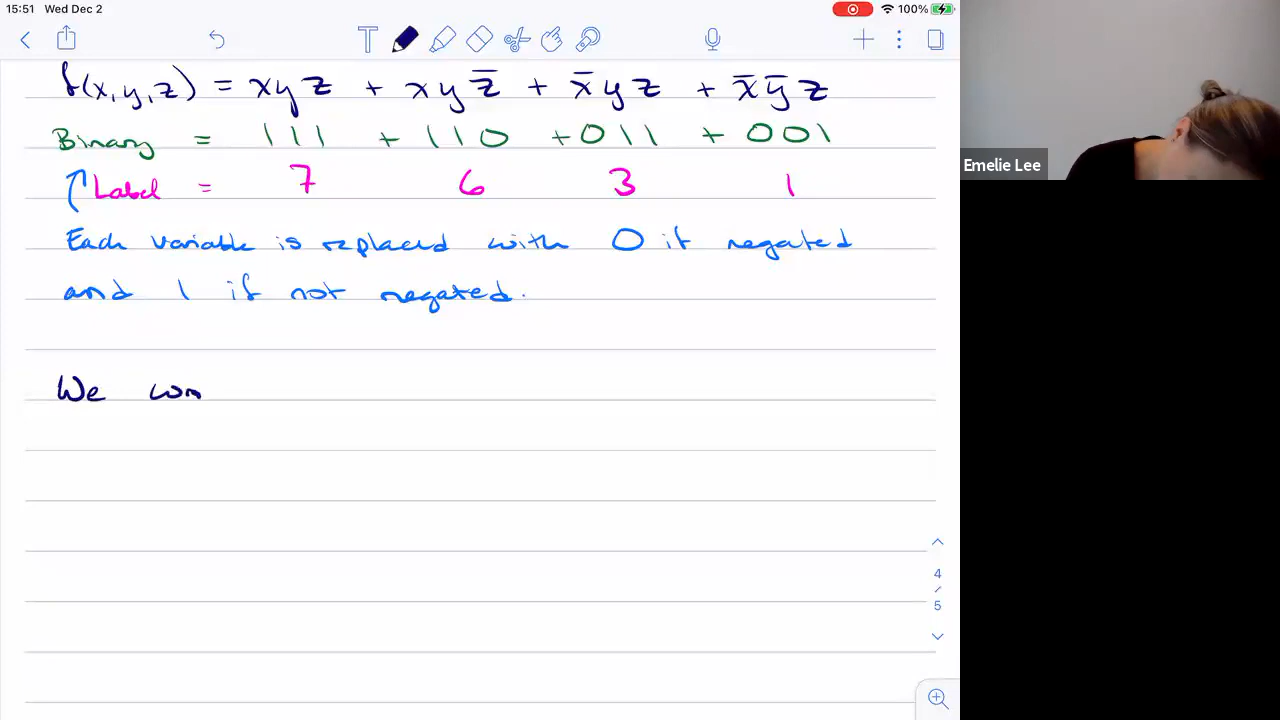 15:51 Wed Dec 2
100%
f(x, y, z) = xyz + xyz̄ + x̄yz + x̄ȳz
Binary = 111 + 110 + 011 + 001
↑ Label = 7 6 3 1
Each variable is replaced with 0 if negated
and 1 if not negated.
We
4
/
5
Emelie Lee